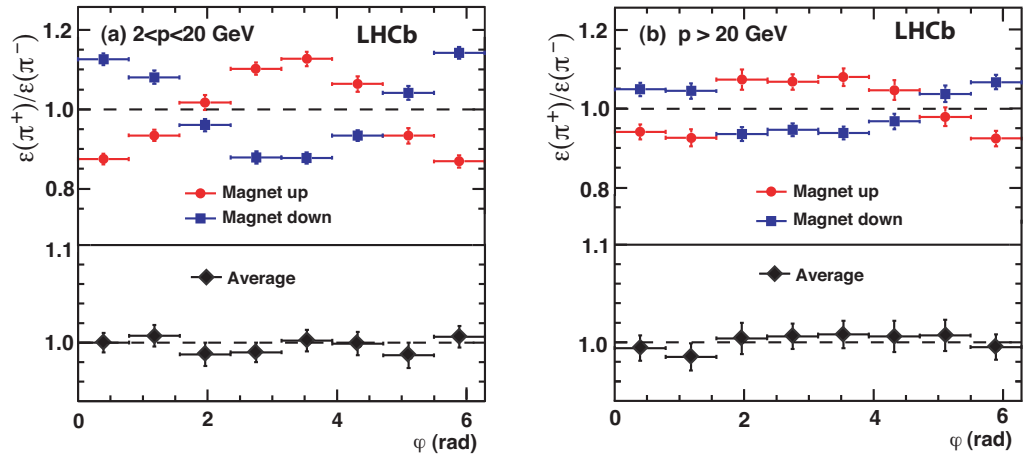 (a) 2<p<20 GeV LHCb
ε(π⁺)/ε(π⁻)
1.2
1.0
0.8
Magnet up
Magnet down
1.1
Average
1.0
0 2 4 6
φ (rad)
(b) p > 20 GeV LHCb
ε(π⁺)/ε(π⁻)
1.2
1.0
0.8
Magnet up
Magnet down
1.1
Average
1.0
0 2 4 6
φ (rad)